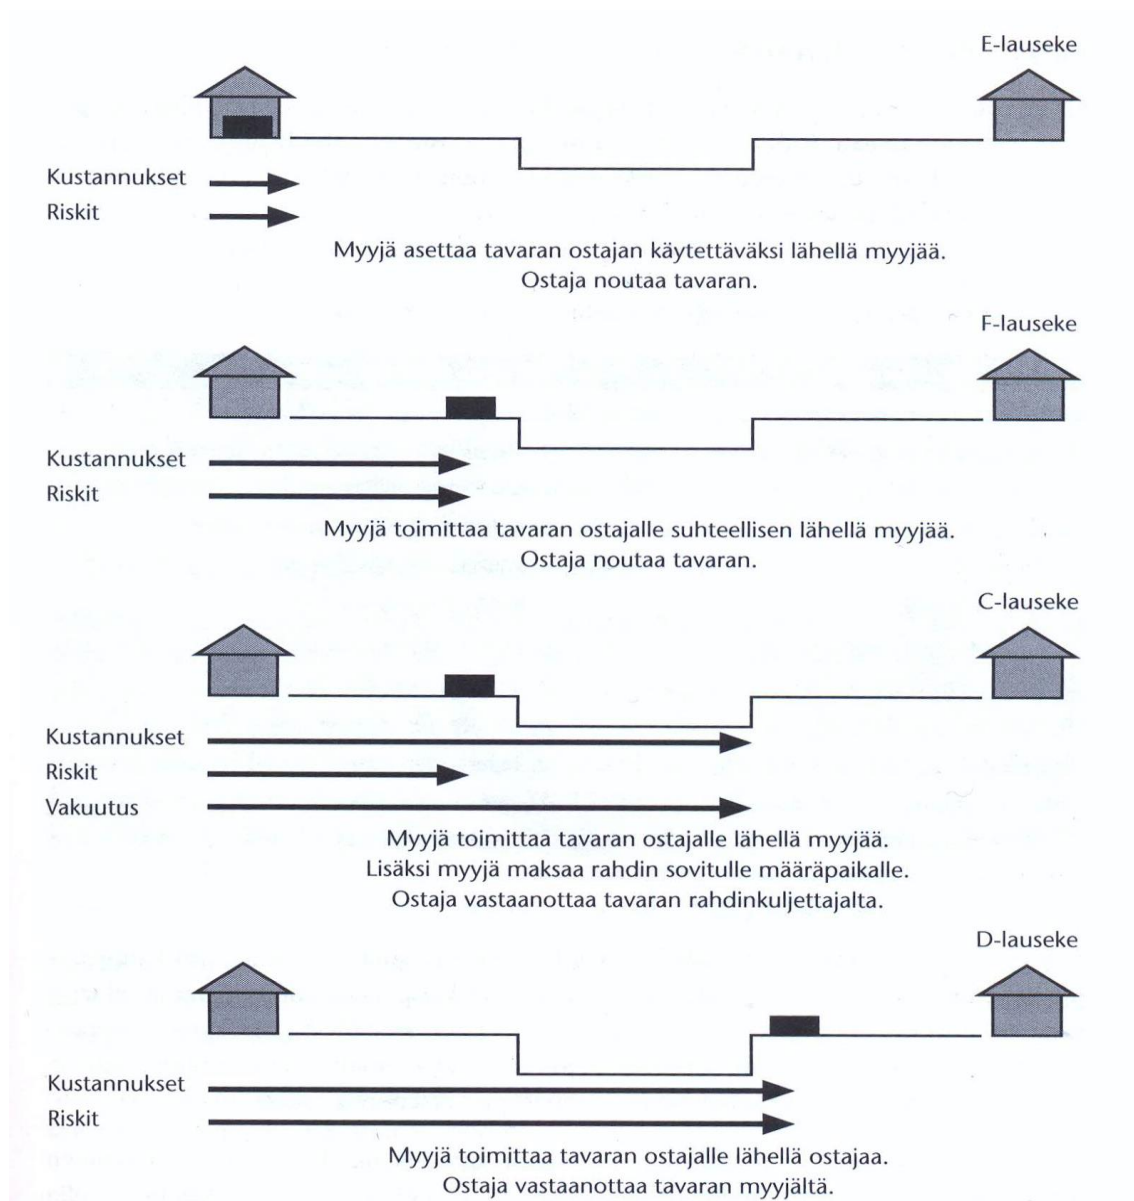 E-lauseke
Kustannukset
Riskit
Myyjä asettaa tavaran ostajan käytettäväksi lähellä myyjää.
Ostaja noutaa tavaran.
F-lauseke
Kustannukset
Riskit
Myyjä toimittaa tavaran ostajalle suhteellisen lähellä myyjää.
Ostaja noutaa tavaran.
C-lauseke
Kustannukset
Riskit
Vakuutus
Myyjä toimittaa tavaran ostajalle lähellä myyjää.
Lisäksi myyjä maksaa rahdin sovitulle määräpaikalle.
Ostaja vastaanottaa tavaran rahdinkuljettajalta.
D-lauseke
Kustannukset
Riskit
Myyjä toimittaa tavaran ostajalle lähellä ostajaa.
Ostaja vastaanottaa tavaran myyjältä.